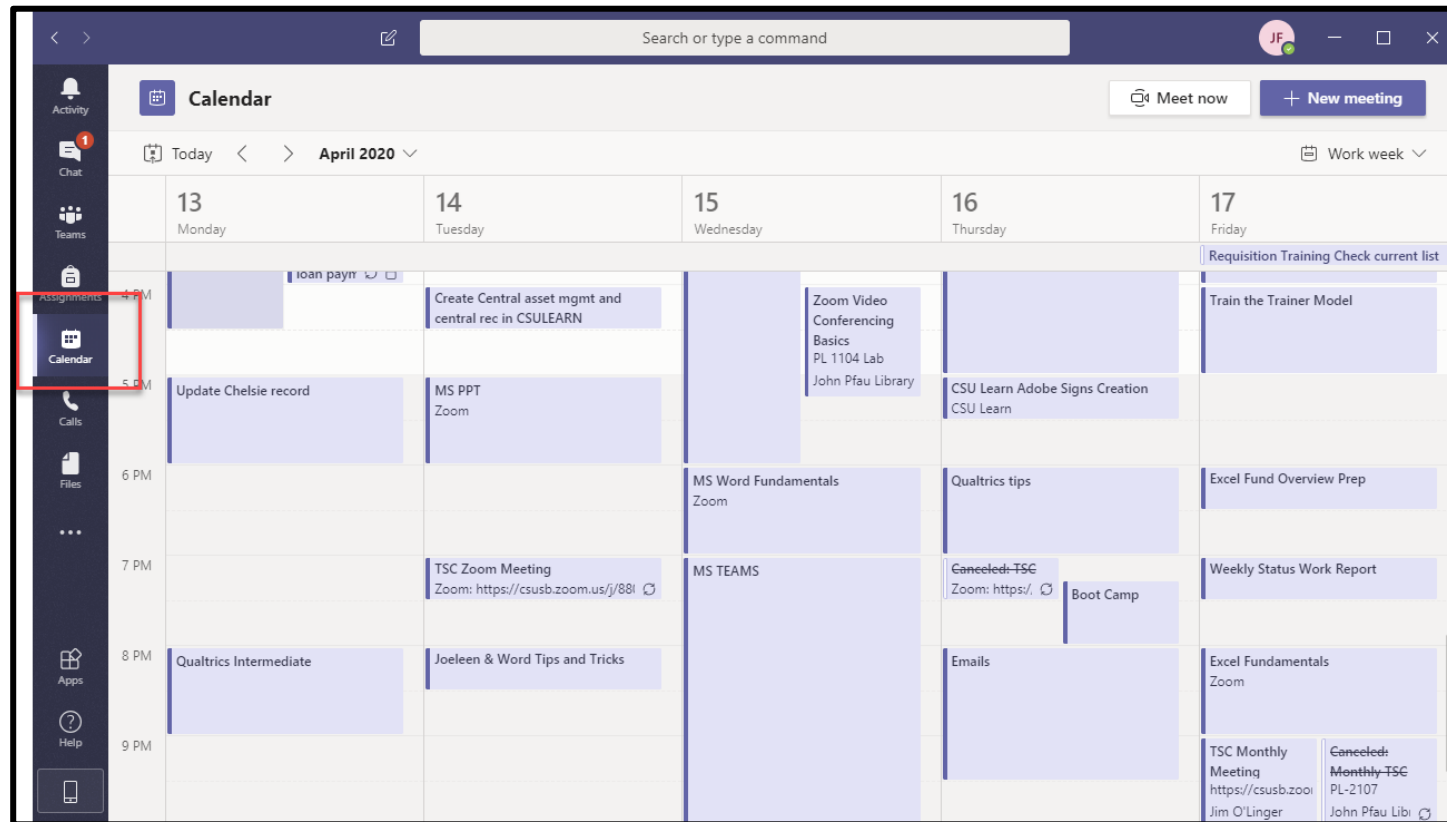 Search or type a command
JF
Activity
Calendar
Meet now
New meeting
1
Chat
Today
April 2020
Work week
Teams
13
Monday
14
Tuesday
15
Wednesday
16
Thursday
17
Friday
Requisition Training Check current list
Assignments
Calendar
Calls
Files
Apps
Help
4 PM
5 PM
6 PM
7 PM
8 PM
9 PM
loan paym
Update Chelsie record
Qualtrics Intermediate
Create Central asset mgmt and
central rec in CSULEARN
MS PPT
Zoom
TSC Zoom Meeting
Zoom: https://csusb.zoom.us/j/88
Joeleen & Word Tips and Tricks
Zoom Video
Conferencing
Basics
PL 1104 Lab
John Pfau Library
MS Word Fundamentals
Zoom
MS TEAMS
CSU Learn Adobe Signs Creation
CSU Learn
Qualtrics tips
Canceled: TSC
Zoom: https:/
Boot Camp
Emails
Train the Trainer Model
Excel Fund Overview Prep
Weekly Status Work Report
Excel Fundamentals
Zoom
TSC Monthly
Meeting
https://csusb.zoo
Jim O'Linger
Canceled:
Monthly TSC
PL-2107
John Pfau Lib